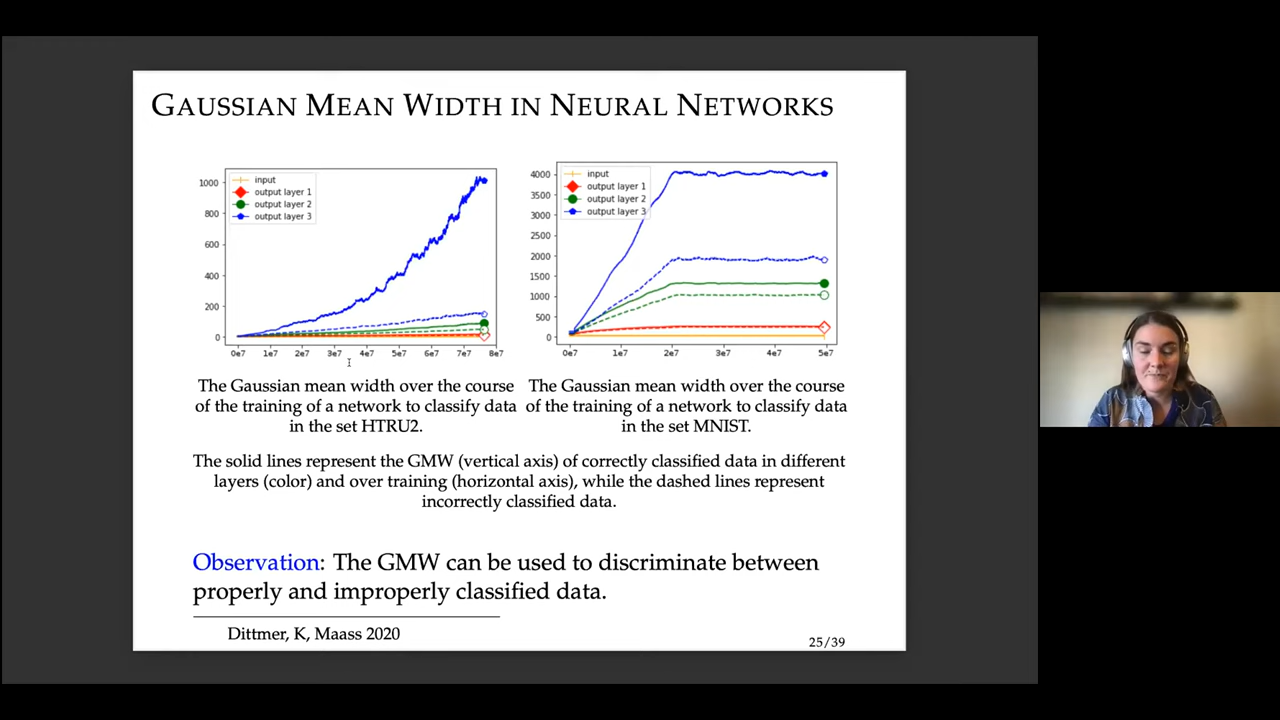 GAUSSIAN MEAN WIDTH IN NEURAL NETWORKS
input
output layer 1
output layer 2
output layer 3
1000
800
600
400
200
0
0e7 1e7 2e7 3e7 4e7 5e7 6e7 7e7 8e7
input
output layer 1
output layer 2
output layer 3
4000
3500
3000
2500
2000
1500
1000
500
0
0e7 1e7 2e7 3e7 4e7 5e7
The Gaussian mean width over the course
of the training of a network to classify data
in the set HTRU2.
The Gaussian mean width over the course
of the training of a network to classify data
in the set MNIST.
The solid lines represent the GMW (vertical axis) of correctly classified data in different
layers (color) and over training (horizontal axis), while the dashed lines represent
incorrectly classified data.
Observation: The GMW can be used to discriminate between
properly and improperly classified data.
Dittmer, K, Maass 2020
25/39